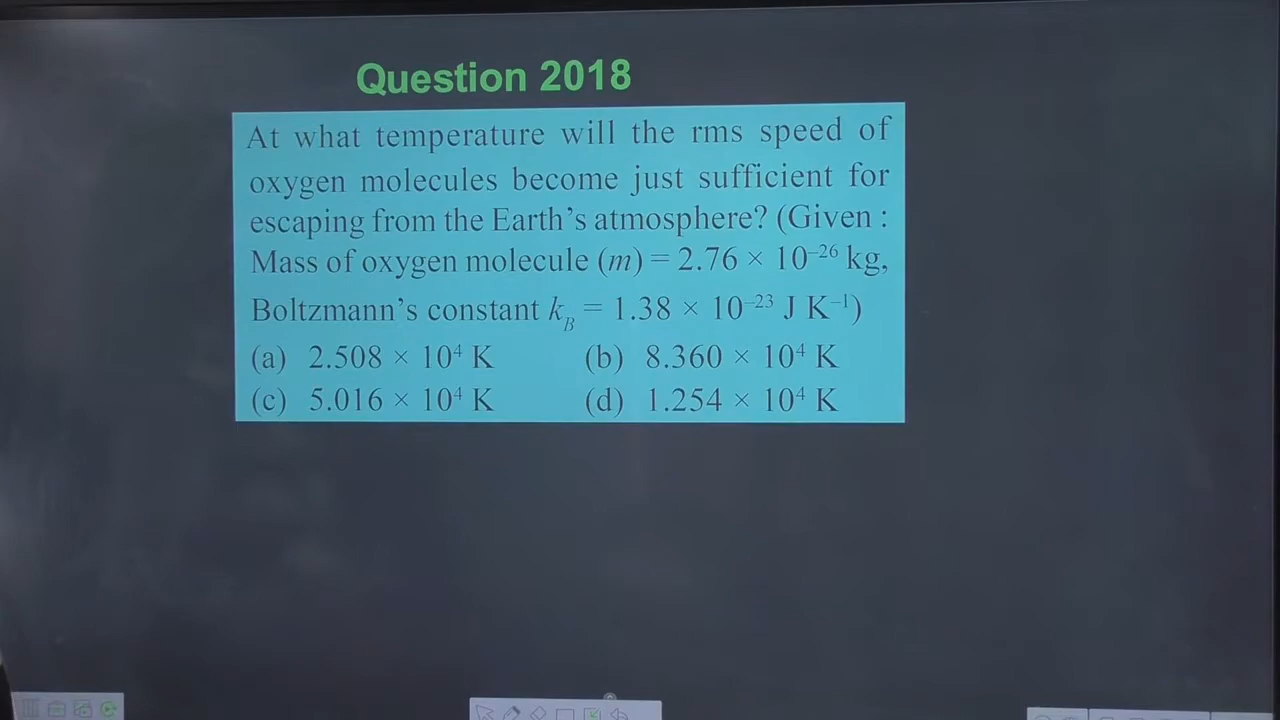 Question 2018
At what temperature will the rms speed of
oxygen molecules become just sufficient for
escaping from the Earth's atmosphere? (Given :
Mass of oxygen molecule (m) = 2.76 × 10⁻²⁶ kg,
Boltzmann's constant k_B = 1.38 × 10⁻²³ J K⁻¹)
(a) 2.508 × 10⁴ K (b) 8.360 × 10⁴ K
(c) 5.016 × 10⁴ K (d) 1.254 × 10⁴ K